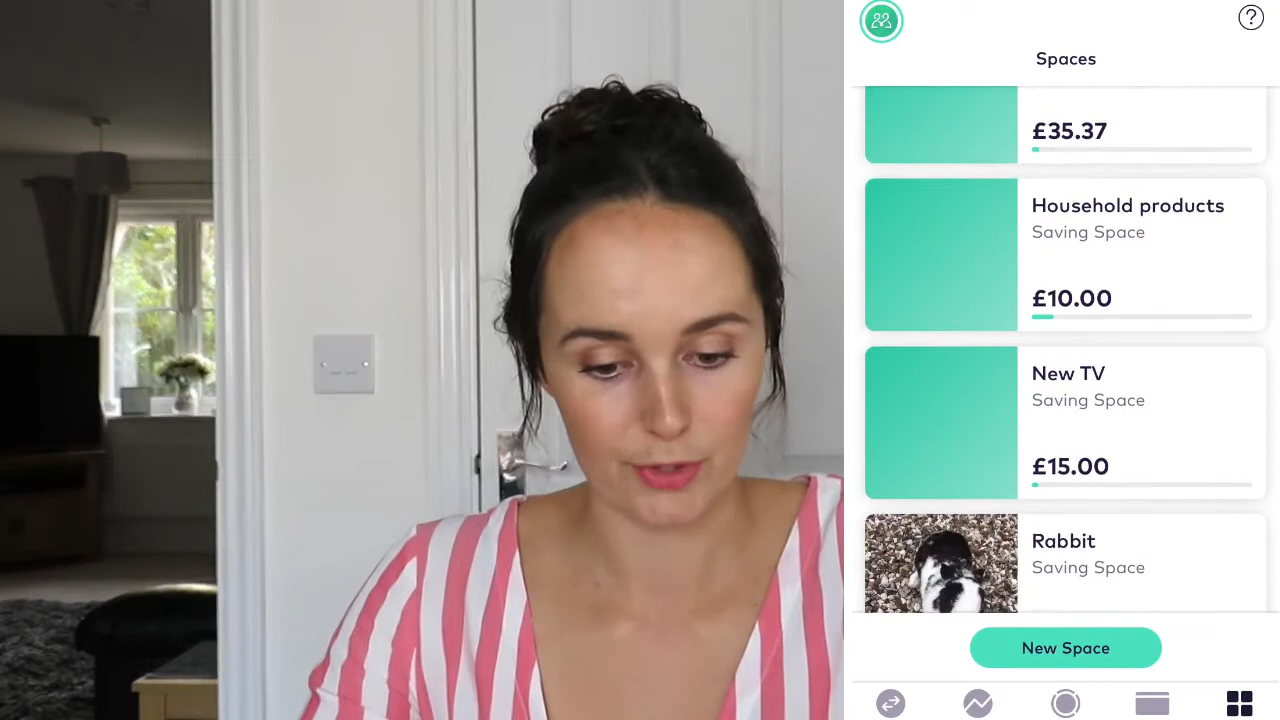 Spaces
£35.37
Household products
Saving Space
£10.00
New TV
Saving Space
£15.00
Rabbit
Saving Space
New Space